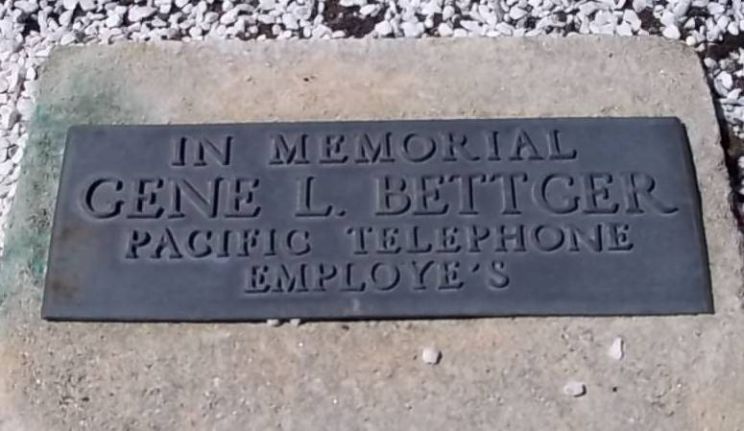 IN MEMORIAL
GENE L. BETTGER
PACIFIC TELEPHONE
EMPLOYE'S